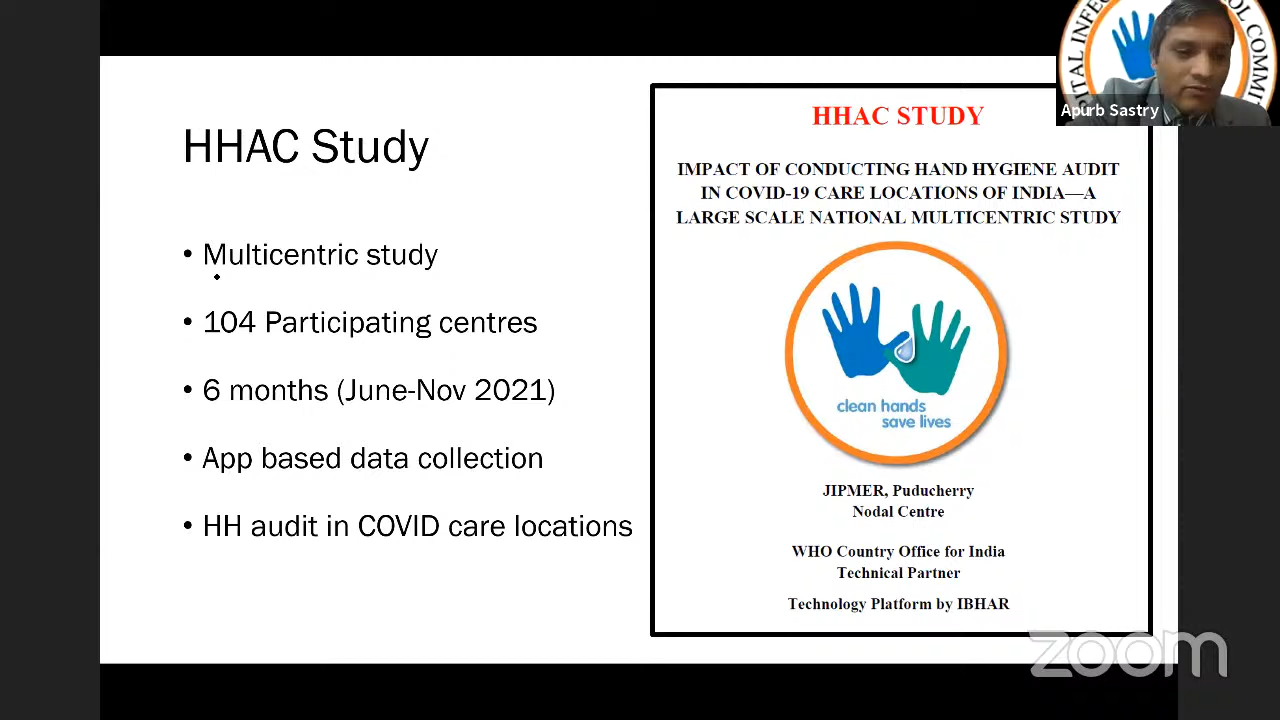 HHAC Study
• Multicentric study
• 104 Participating centres
• 6 months (June-Nov 2021)
• App based data collection
• HH audit in COVID care locations
HHAC STUDY
IMPACT OF CONDUCTING HAND HYGIENE AUDIT
IN COVID-19 CARE LOCATIONS OF INDIA—A
LARGE SCALE NATIONAL MULTICENTRIC STUDY
clean hands
save lives
JIPMER, Puducherry
Nodal Centre
WHO Country Office for India
Technical Partner
Technology Platform by IBHAR
Apurb Sastry
zoom